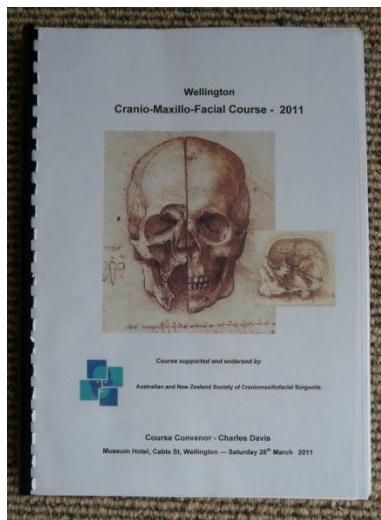 Wellington
Cranio-Maxillo-Facial Course - 2011
Course supported and endorsed by
Australian and New Zealand Society of Craniomaxillofacial Surgeons
Course Convenor - Charles Davis
Museum Hotel, Cable St, Wellington — Saturday 26th March 2011